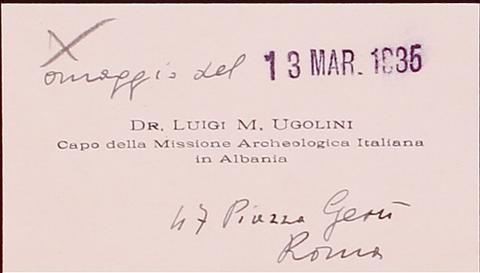 X
omaggio del 13 MAR. 1935
DR. LUIGI M. UGOLINI
Capo della Missione Archeologica Italiana
in Albania
47 Piazza Gesù
Roma